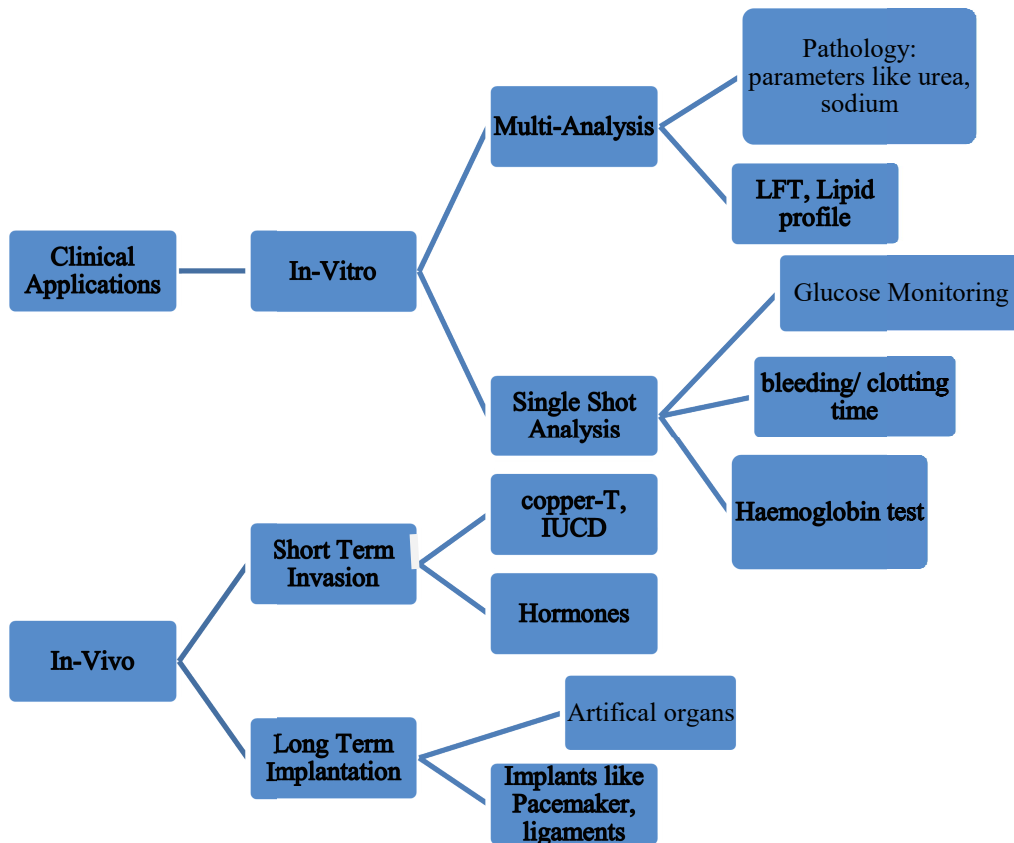 Pathology:
parameters like urea,
sodium
Multi-Analysis
LFT, Lipid
profile
Clinical
Applications
In-Vitro
Glucose Monitoring
bleeding/ clotting
time
Single Shot
Analysis
Haemoglobin test
copper-T,
IUCD
Short Term
Invasion
Hormones
In-Vivo
Artifical organs
Long Term
Implantation
Implants like
Pacemaker,
ligaments